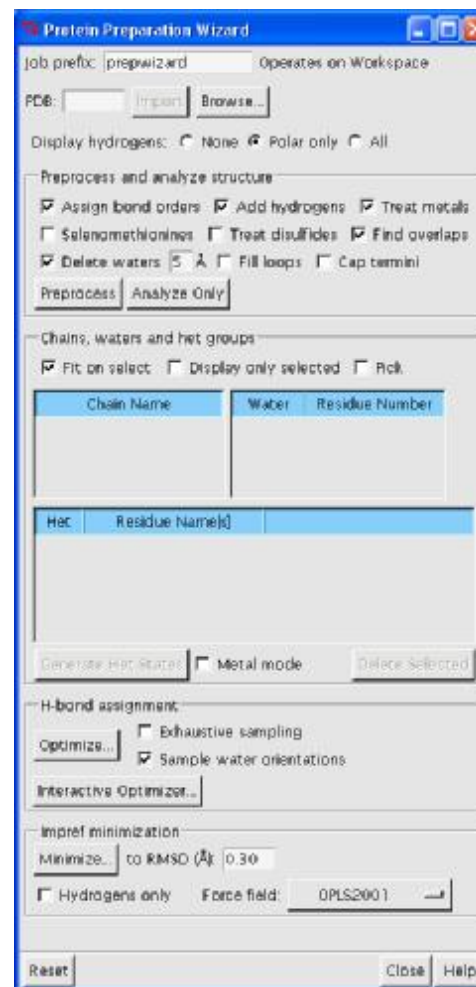 Protein Preparation Wizard
Job prefix: prepwizard Operates on Workspace
PDB: Import Browse...
Display hydrogens: None Polar only All
Preprocess and analyze structure
Assign bond orders Add hydrogens Treat metals
Selenomethionines Treat disulfides Find overlaps
Delete waters 5 Å Fill loops Cap termini
Preprocess Analyze Only
Chains, waters and het groups
Fit on select Display only selected Pick
Chain Name Water Residue Number
Het Residue Name(s)
Generate Het States Metal mode Delete Selected
H-bond assignment
Exhaustive sampling
Optimize...
Sample water orientations
Interactive Optimizer...
Impref minimization
Minimize... to RMSD (Å): 0.30
Hydrogens only Force field: OPLS2001
Reset Close Help